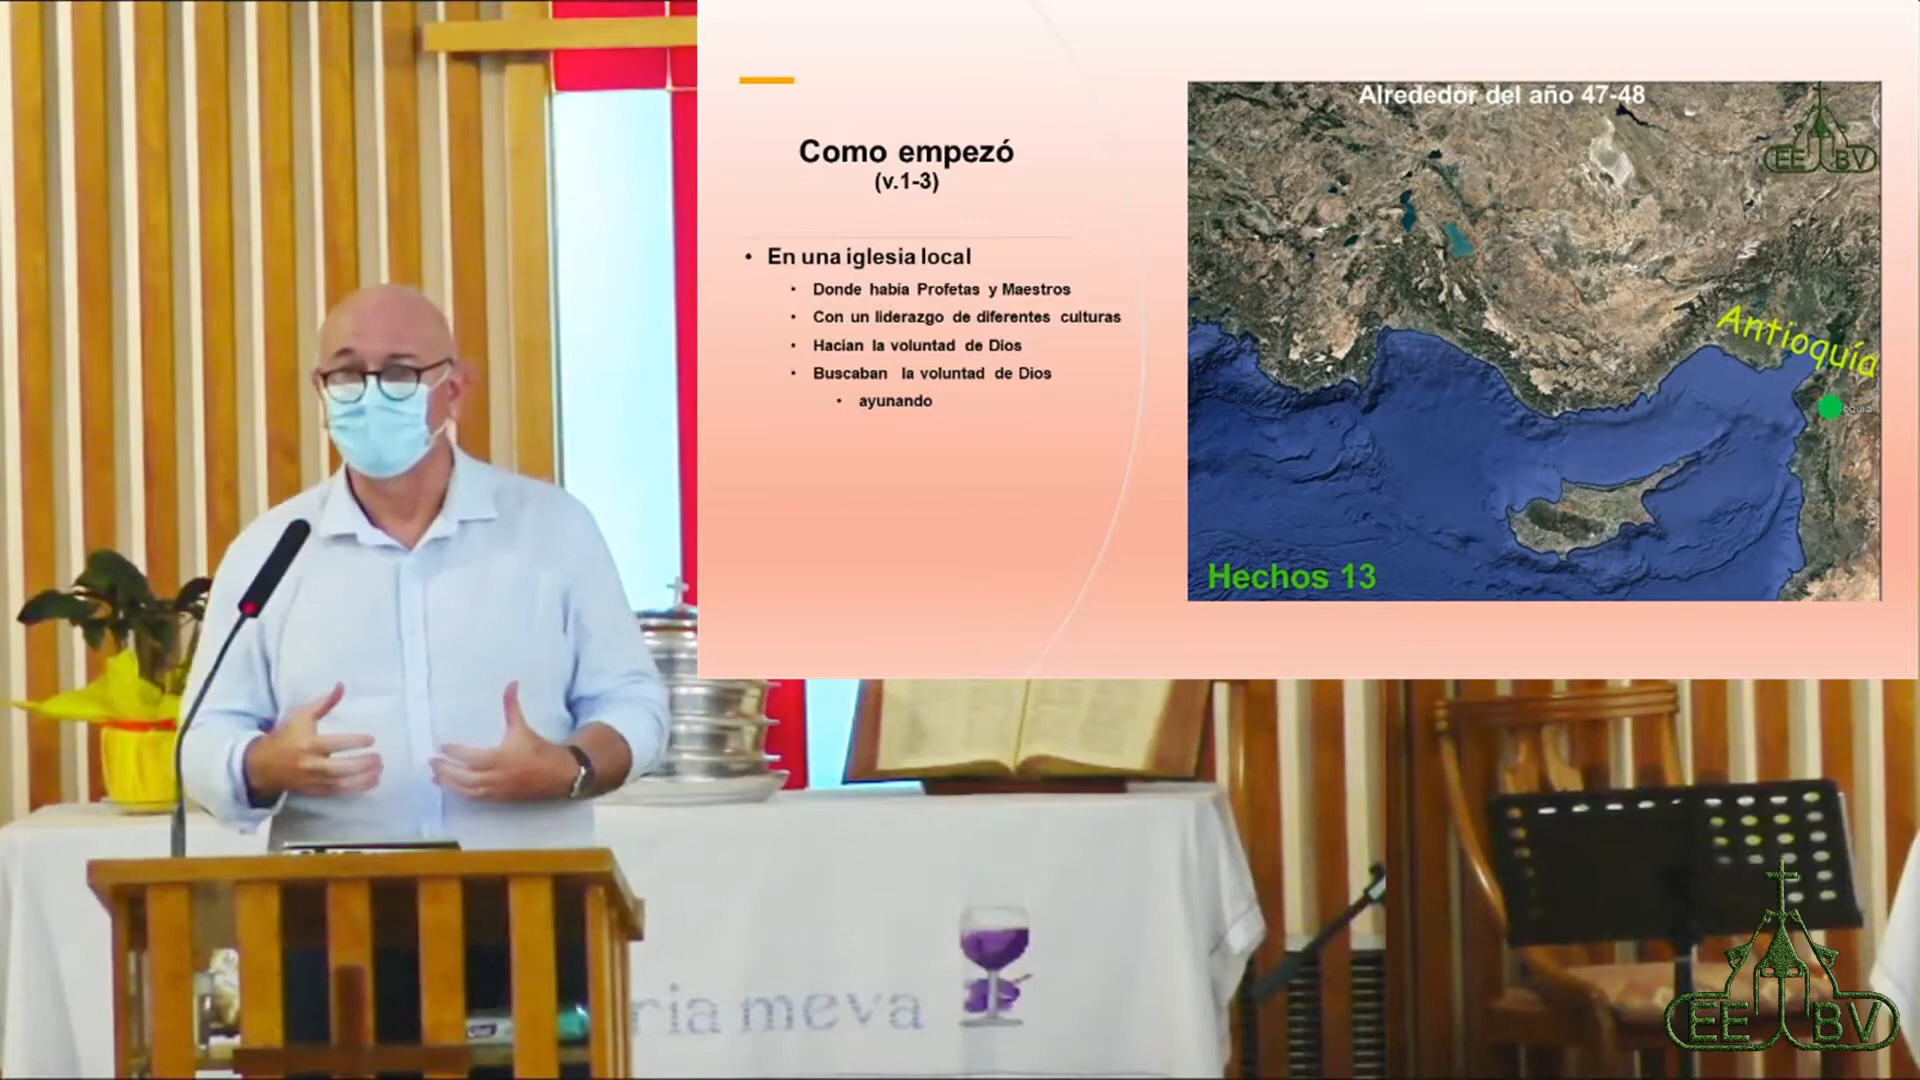 Como empezó
(v.1-3)
• En una iglesia local
• Donde había Profetas y Maestros
• Con un liderazgo de diferentes culturas
• Hacian la voluntad de Dios
• Buscaban la voluntad de Dios
• ayunando
Alrededor del año 47-48
EE BV
Antioquía
Hechos 13
ria meva
EE BV